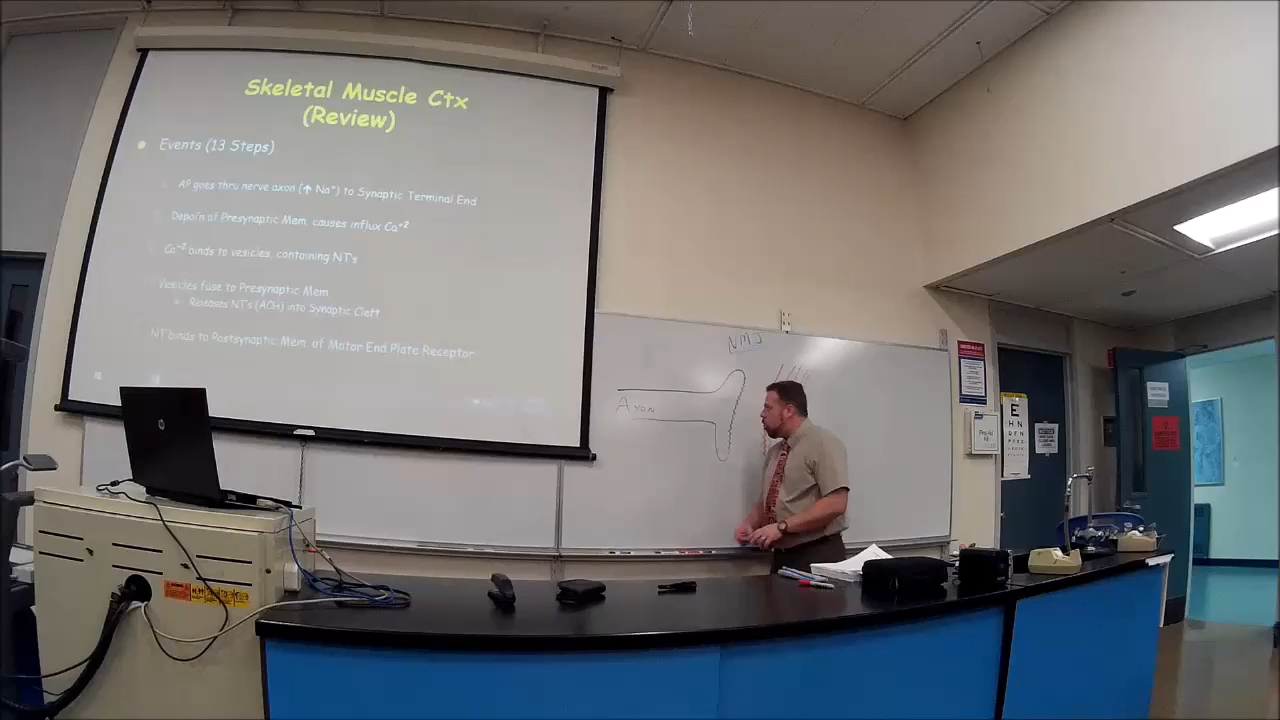 Skeletal Muscle Ctx
(Review)
Events (13 Steps)
AP goes thru nerve axon (↑ Na⁺) to Synaptic Terminal End
Depol'n of Presynaptic Mem. causes influx Ca⁺²
Ca⁺² binds to vesicles, containing NT's
Vesicles fuse to Presynaptic Mem
Releases NT's (ACH) into Synaptic Cleft
NT binds to Postsynaptic Mem. of Motor End Plate Receptor
NMJ
Axon
hp
E
H N
D F N